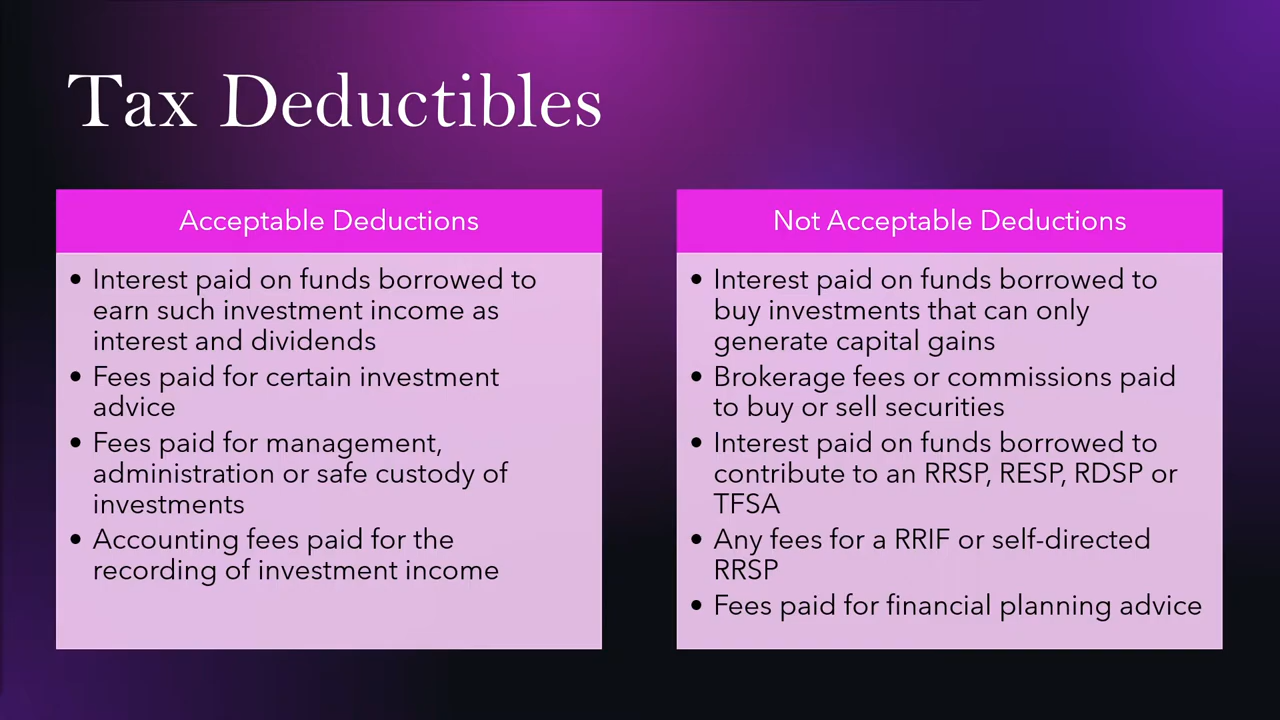 Tax Deductibles
Acceptable Deductions
• Interest paid on funds borrowed to
earn such investment income as
interest and dividends
• Fees paid for certain investment
advice
• Fees paid for management,
administration or safe custody of
investments
• Accounting fees paid for the
recording of investment income
Not Acceptable Deductions
• Interest paid on funds borrowed to
buy investments that can only
generate capital gains
• Brokerage fees or commissions paid
to buy or sell securities
• Interest paid on funds borrowed to
contribute to an RRSP, RESP, RDSP or
TFSA
• Any fees for a RRIF or self-directed
RRSP
• Fees paid for financial planning advice